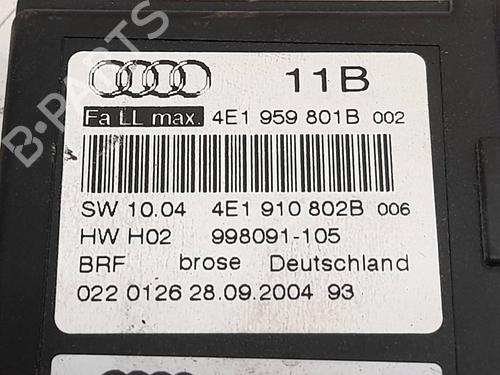 11B
Fa LL max. 4E1 959 801B 002
SW 10.04 4E1 910 802B 006
HW H02 998091-105
BRF brose Deutschland
022 0126 28.09.2004 93
B-PARTS